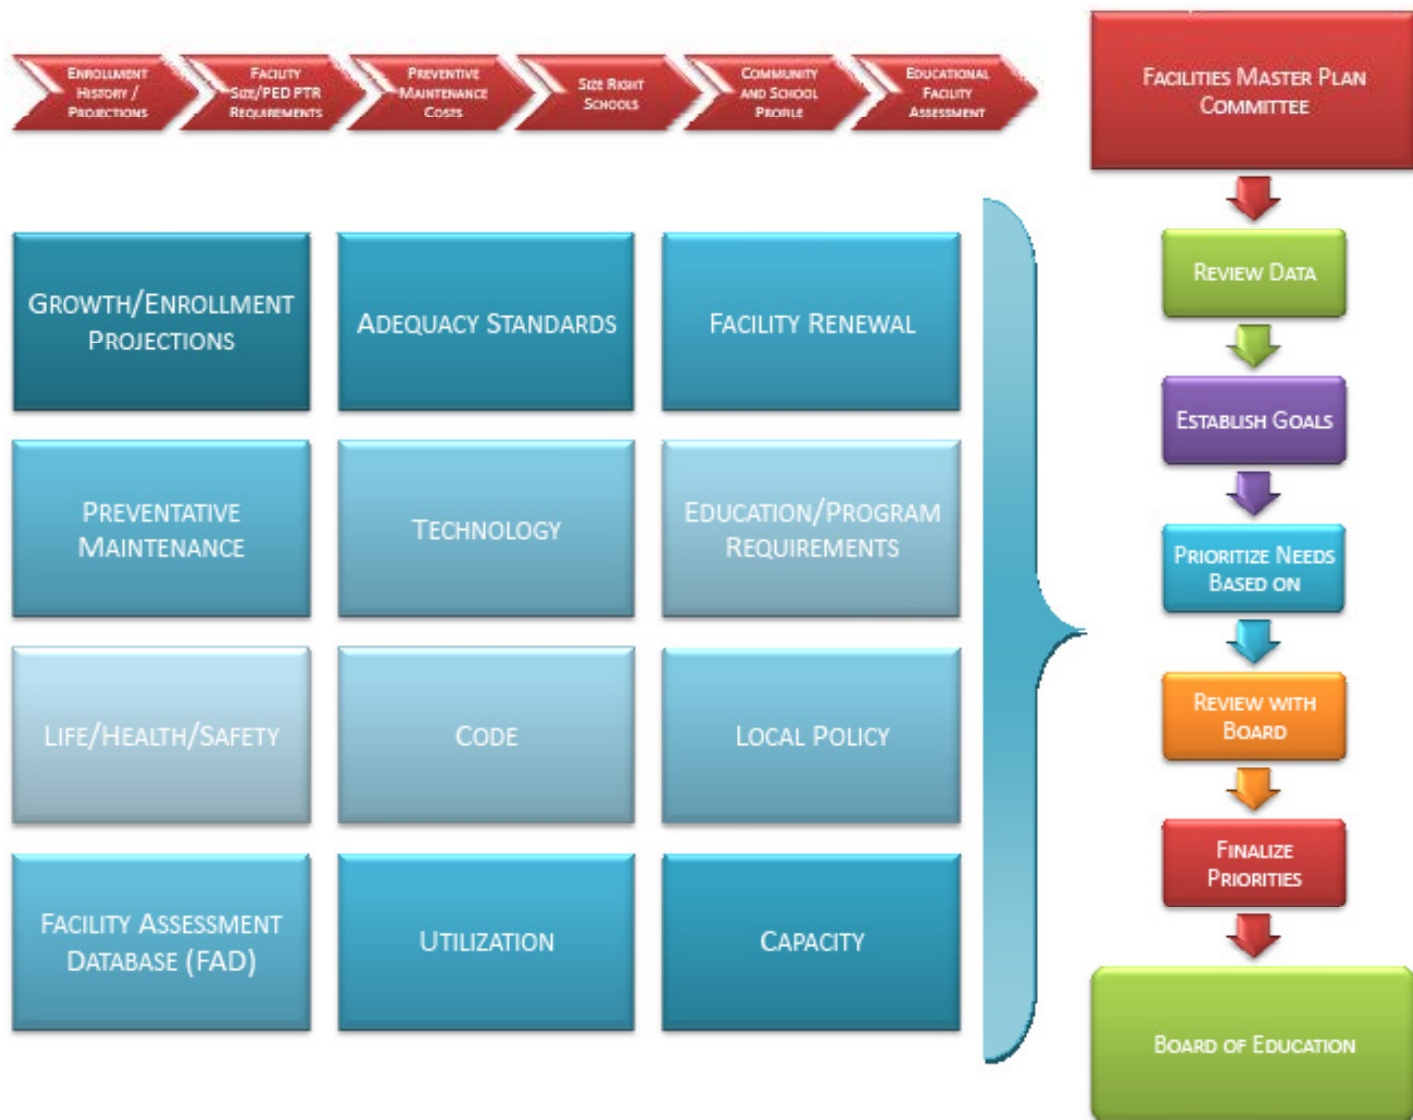 ENROLLMENT
HISTORY /
PROJECTIONS
FACILITY
SIZE/PED PTR
REQUIREMENTS
PREVENTIVE
MAINTENANCE
COSTS
SIZE RIGHT
SCHOOLS
COMMUNITY
AND SCHOOL
PROFILE
EDUCATIONAL
FACILITY
ASSESSMENT
GROWTH/ENROLLMENT
PROJECTIONS
ADEQUACY STANDARDS
FACILITY RENEWAL
PREVENTATIVE
MAINTENANCE
TECHNOLOGY
EDUCATION/PROGRAM
REQUIREMENTS
LIFE/HEALTH/SAFETY
CODE
LOCAL POLICY
FACILITY ASSESSMENT
DATABASE (FAD)
UTILIZATION
CAPACITY
FACILITIES MASTER PLAN
COMMITTEE
REVIEW DATA
ESTABLISH GOALS
PRIORITIZE NEEDS
BASED ON
REVIEW WITH
BOARD
FINALIZE
PRIORITIES
BOARD OF EDUCATION